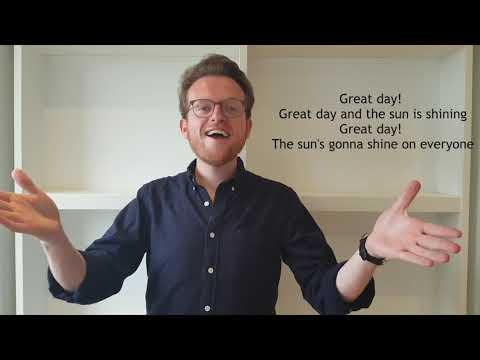 Great day!
Great day and the sun is shining
Great day!
The sun's gonna shine on everyone